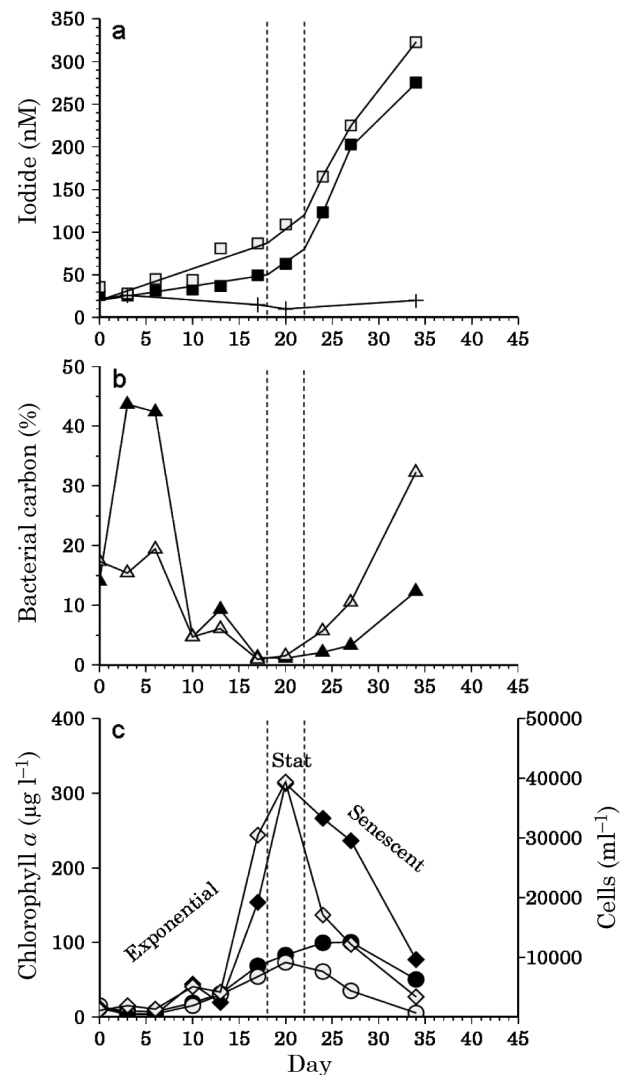 a
Iodide (nM)
350
300
250
200
150
100
50
0
0 5 10 15 20 25 30 35 40 45
b
Bacterial carbon (%)
50
40
30
20
10
0
0 5 10 15 20 25 30 35 40 45
c
Chlorophyll a (µg l⁻¹)
400
300
200
100
0
Stat
Exponential
Senescent
50000
40000
30000
20000
10000
Cells (ml⁻¹)
0 5 10 15 20 25 30 35 40 45
Day